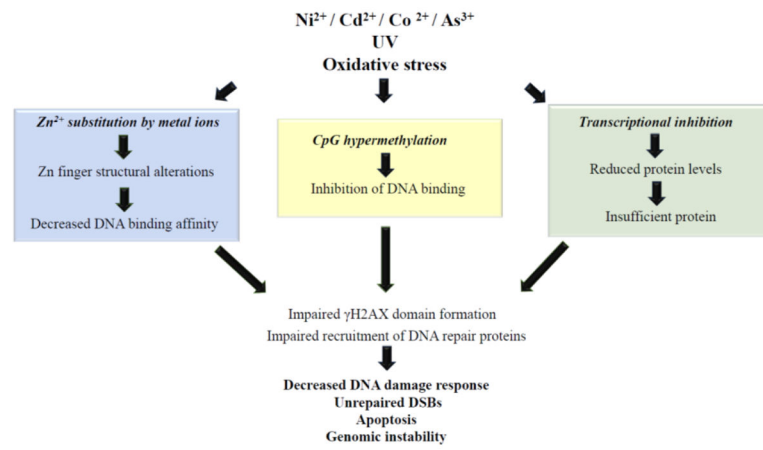 Ni²⁺ / Cd²⁺ / Co ²⁺ / As³⁺
UV
Oxidative stress
Zn²⁺ substitution by metal ions
Zn finger structural alterations
Decreased DNA binding affinity
CpG hypermethylation
Inhibition of DNA binding
Transcriptional inhibition
Reduced protein levels
Insufficient protein
Impaired γH2AX domain formation
Impaired recruitment of DNA repair proteins
Decreased DNA damage response
Unrepaired DSBs
Apoptosis
Genomic instability